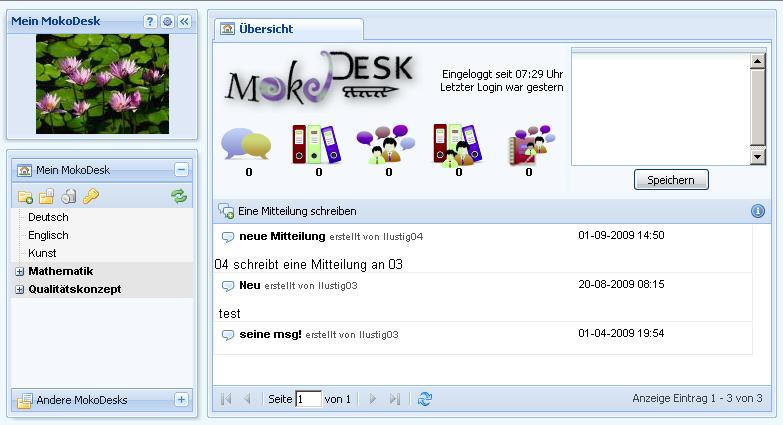 Mein MokoDesk
Mein MokoDesk
Deutsch
Englisch
Kunst
Mathematik
Qualitätskonzept
Andere MokoDesks
Übersicht
MokoDESK
Eingeloggt seit 07:29 Uhr
Letzter Login war gestern
0 0 0 0 0
Speichern
Eine Mitteilung schreiben
neue Mitteilung erstellt von llustig04 01-09-2009 14:50
04 schreibt eine Mitteilung an 03
Neu erstellt von llustig03 20-08-2009 08:15
test
seine msg! erstellt von llustig03 01-04-2009 19:54
Seite 1 von 1 Anzeige Eintrag 1 - 3 von 3